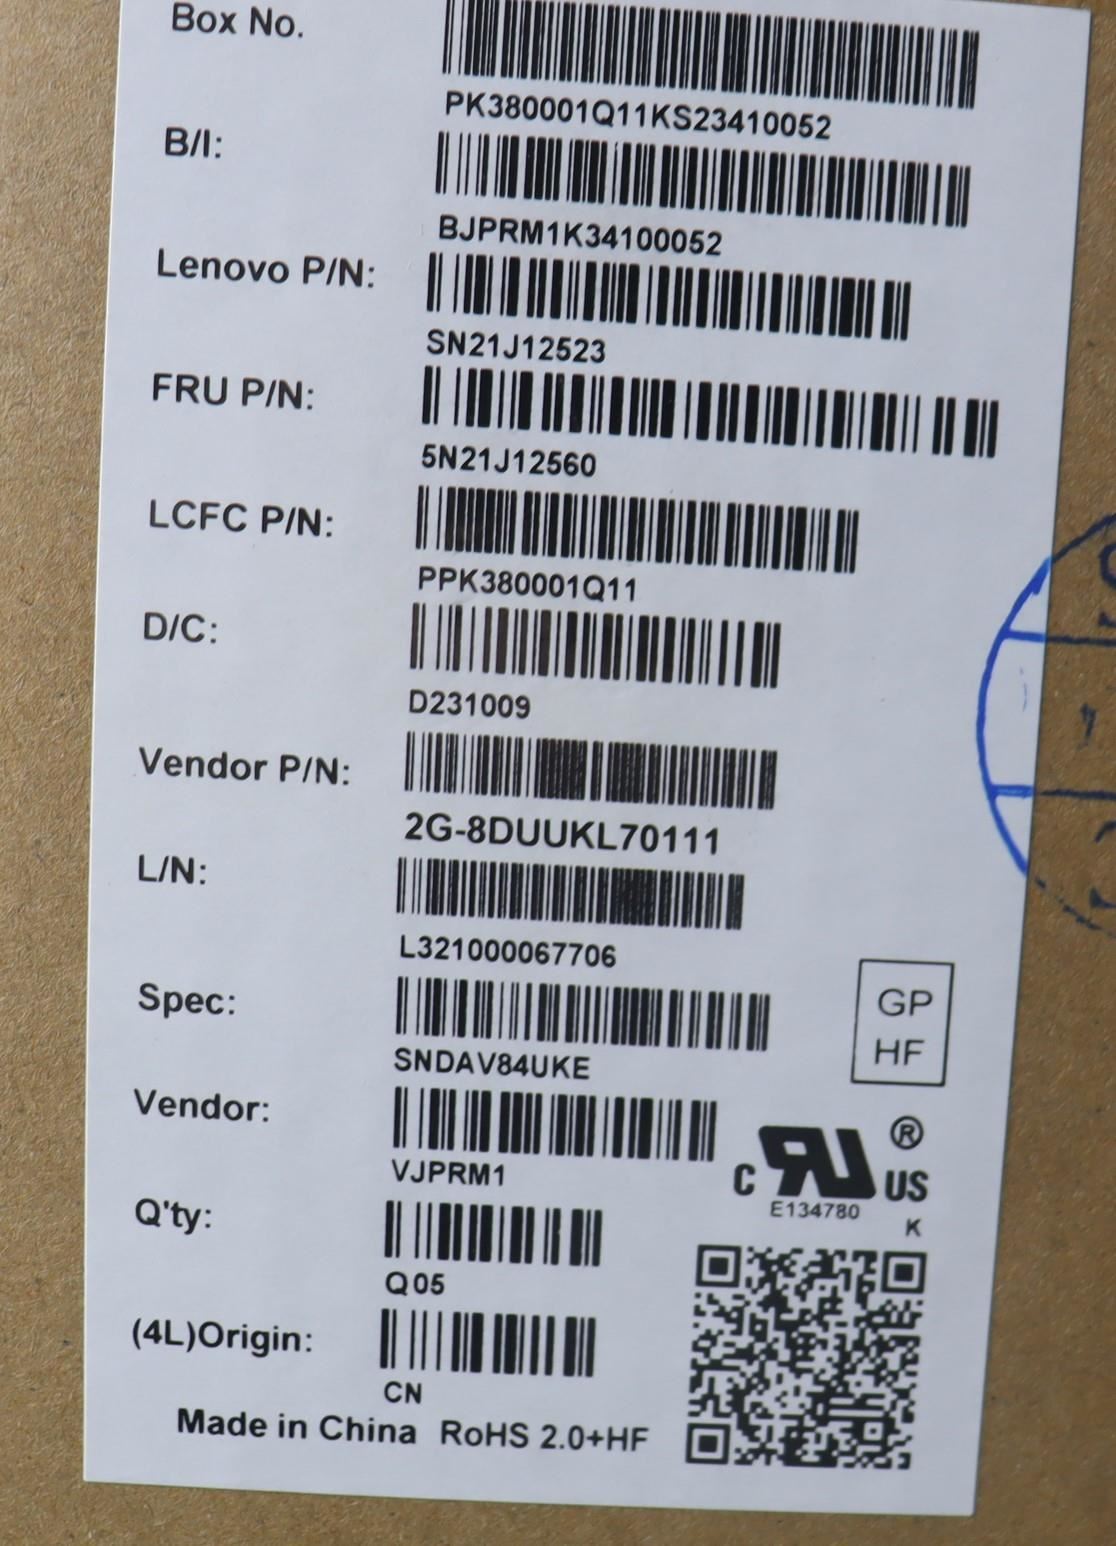 Box No.
PK380001Q11KS23410052
B/I:
BJPRM1K34100052
Lenovo P/N:
SN21J12523
FRU P/N:
5N21J12560
LCFC P/N:
PPK380001Q11
D/C:
D231009
Vendor P/N:
2G-8DUUKL70111
L/N:
L321000067706
Spec:
SNDAV84UKE
GP
HF
Vendor:
VJPRM1
C RU ® US
E134780
K
Q'ty:
Q05
(4L)Origin:
CN
Made in China RoHS 2.0+HF